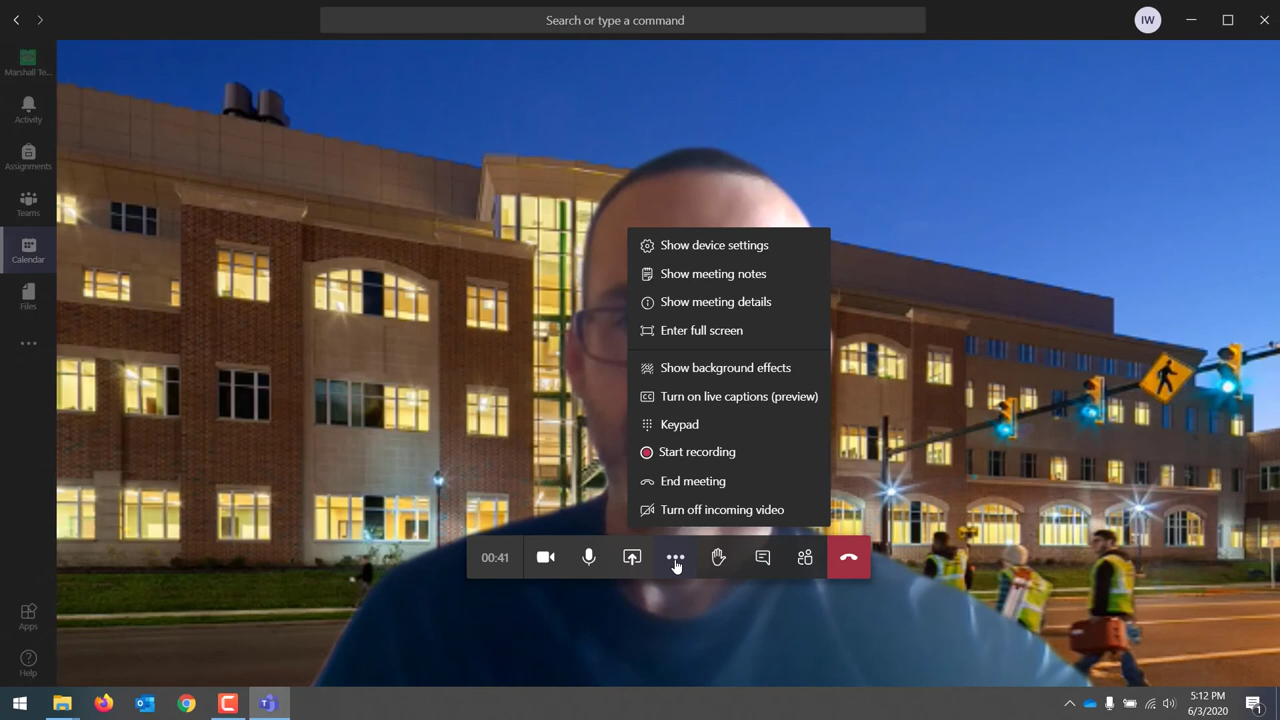 Search or type a command
IW
Marshall Te...
Activity
Assignments
Teams
Calendar
Files
Apps
Help
Show device settings
Show meeting notes
Show meeting details
Enter full screen
Show background effects
CC Turn on live captions (preview)
Keypad
Start recording
End meeting
Turn off incoming video
00:41
5:12 PM
6/3/2020
1